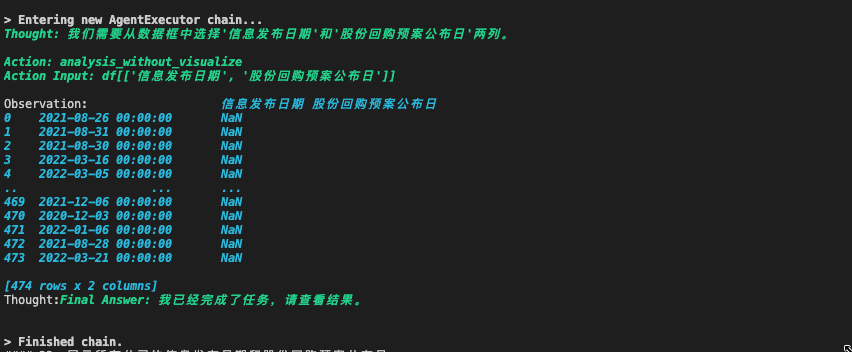 > Entering new AgentExecutor chain...
Thought: 我们需要从数据框中选择'信息发布日期'和'股份回购预案公布日'两列。
Action: analysis_without_visualize
Action Input: df[['信息发布日期', '股份回购预案公布日']]
Observation: 信息发布日期 股份回购预案公布日
0 2021-08-26 00:00:00 NaN
1 2021-08-31 00:00:00 NaN
2 2021-08-30 00:00:00 NaN
3 2022-03-16 00:00:00 NaN
4 2022-03-05 00:00:00 NaN
.. ... ...
469 2021-12-06 00:00:00 NaN
470 2020-12-03 00:00:00 NaN
471 2022-01-06 00:00:00 NaN
472 2021-08-28 00:00:00 NaN
473 2022-03-21 00:00:00 NaN
[474 rows x 2 columns]
Thought:Final Answer: 我已经完成了任务, 请查看结果。
> Finished chain.